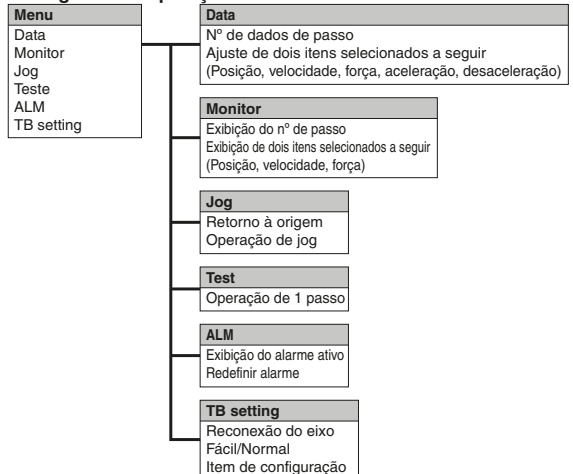 Menu
Data
Monitor
Jog
Teste
ALM
TB setting
Data
Nº de dados de passo
Ajuste de dois itens selecionados a seguir
(Posição, velocidade, força, aceleração, desaceleração)
Monitor
Exibição do nº de passo
Exibição de dois itens selecionados a seguir
(Posição, velocidade, força)
Jog
Retorno à origem
Operação de jog
Test
Operação de 1 passo
ALM
Exibição do alarme ativo
Redefinir alarme
TB setting
Reconexão do eixo
Fácil/Normal
Item de configuração